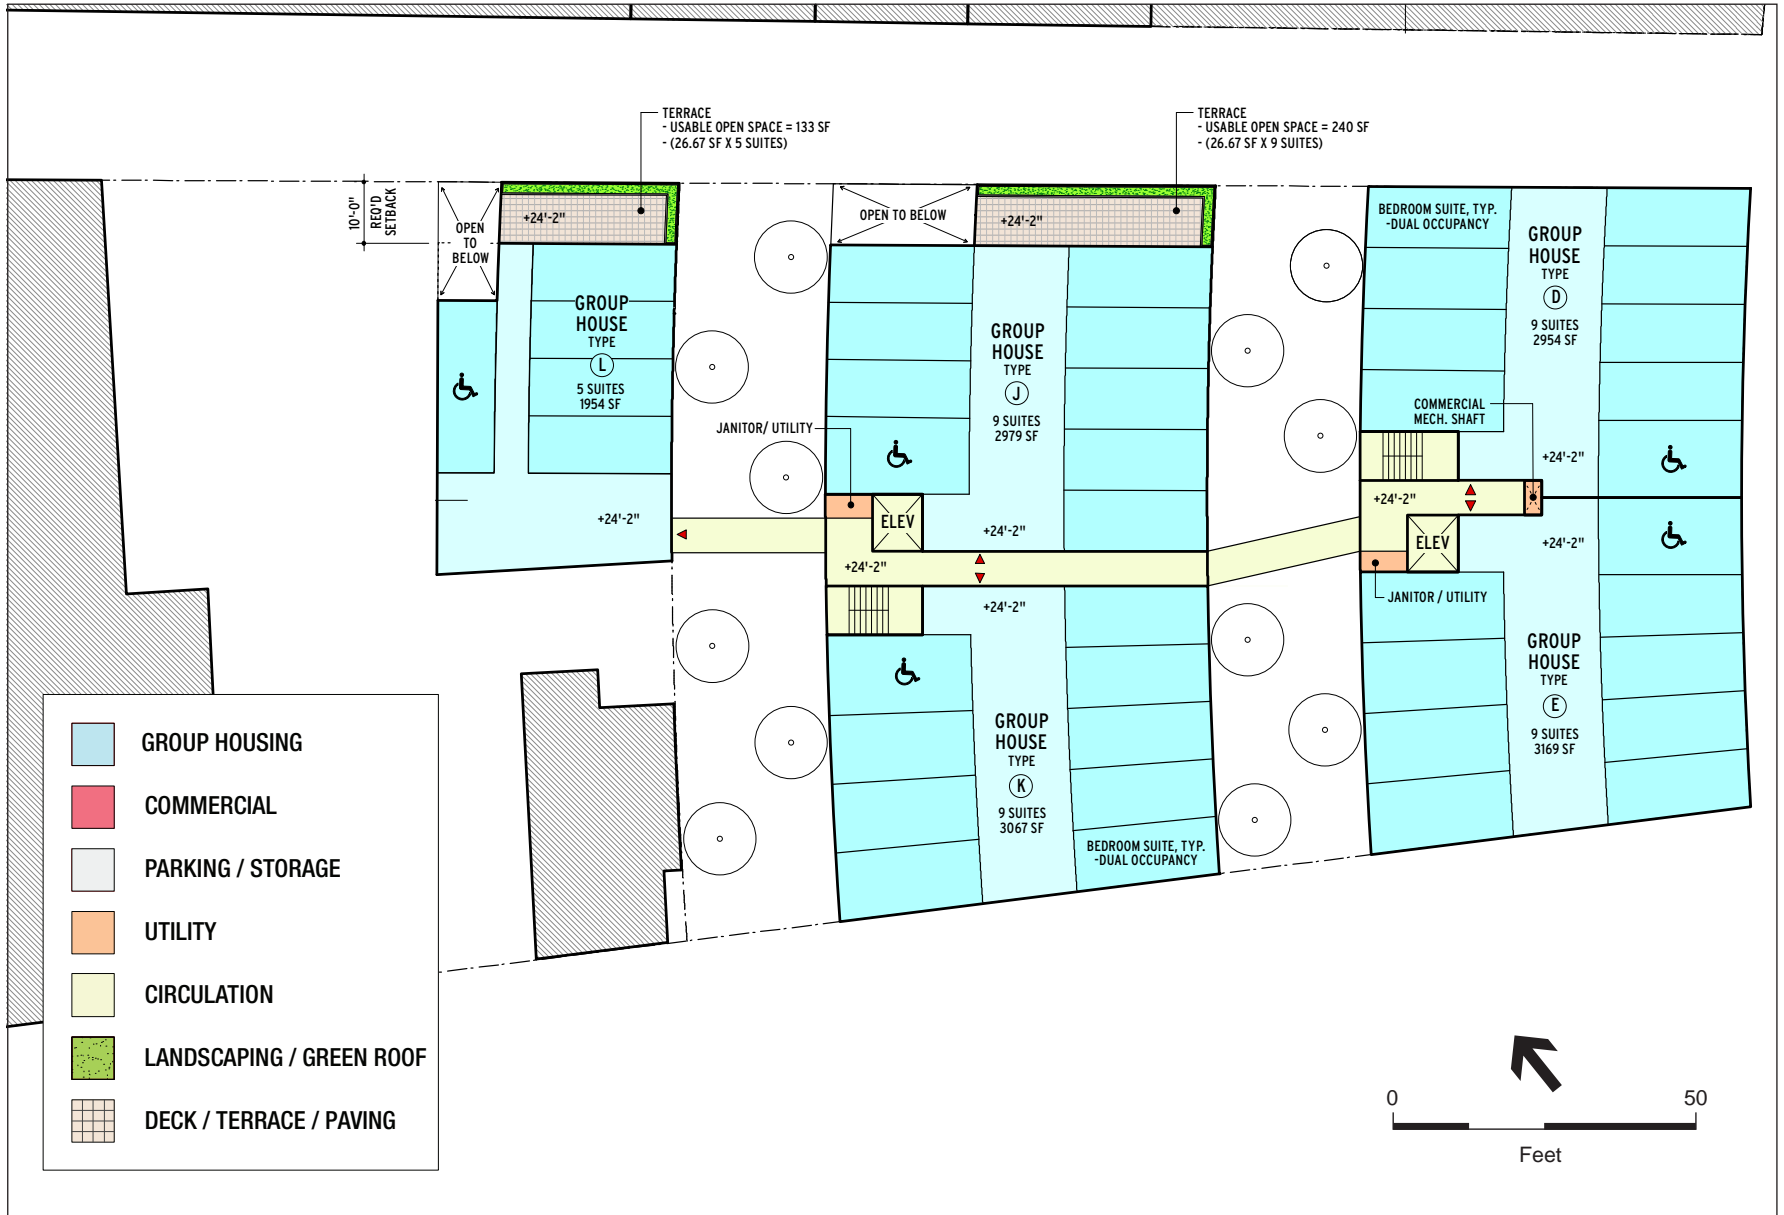 TERRACE
- USABLE OPEN SPACE = 133 SF
- (26.67 SF X 5 SUITES)
TERRACE
- USABLE OPEN SPACE = 240 SF
- (26.67 SF X 9 SUITES)
10'-0"
REQ'D
SETBACK
OPEN
TO
BELOW
+24'-2"
OPEN TO BELOW
+24'-2"
BEDROOM SUITE, TYP.
-DUAL OCCUPANCY
GROUP
HOUSE
TYPE
D
9 SUITES
2954 SF
GROUP
HOUSE
TYPE
L
5 SUITES
1954 SF
GROUP
HOUSE
TYPE
J
9 SUITES
2979 SF
JANITOR/ UTILITY
COMMERCIAL
MECH. SHAFT
+24'-2"
+24'-2"
+24'-2"
ELEV
+24'-2"
+24'-2"
ELEV
+24'-2"
+24'-2"
+24'-2"
JANITOR / UTILITY
GROUP
HOUSE
TYPE
E
9 SUITES
3169 SF
GROUP
HOUSE
TYPE
K
9 SUITES
3067 SF
BEDROOM SUITE, TYP.
-DUAL OCCUPANCY
GROUP HOUSING
COMMERCIAL
PARKING / STORAGE
UTILITY
CIRCULATION
LANDSCAPING / GREEN ROOF
DECK / TERRACE / PAVING
0 50
Feet